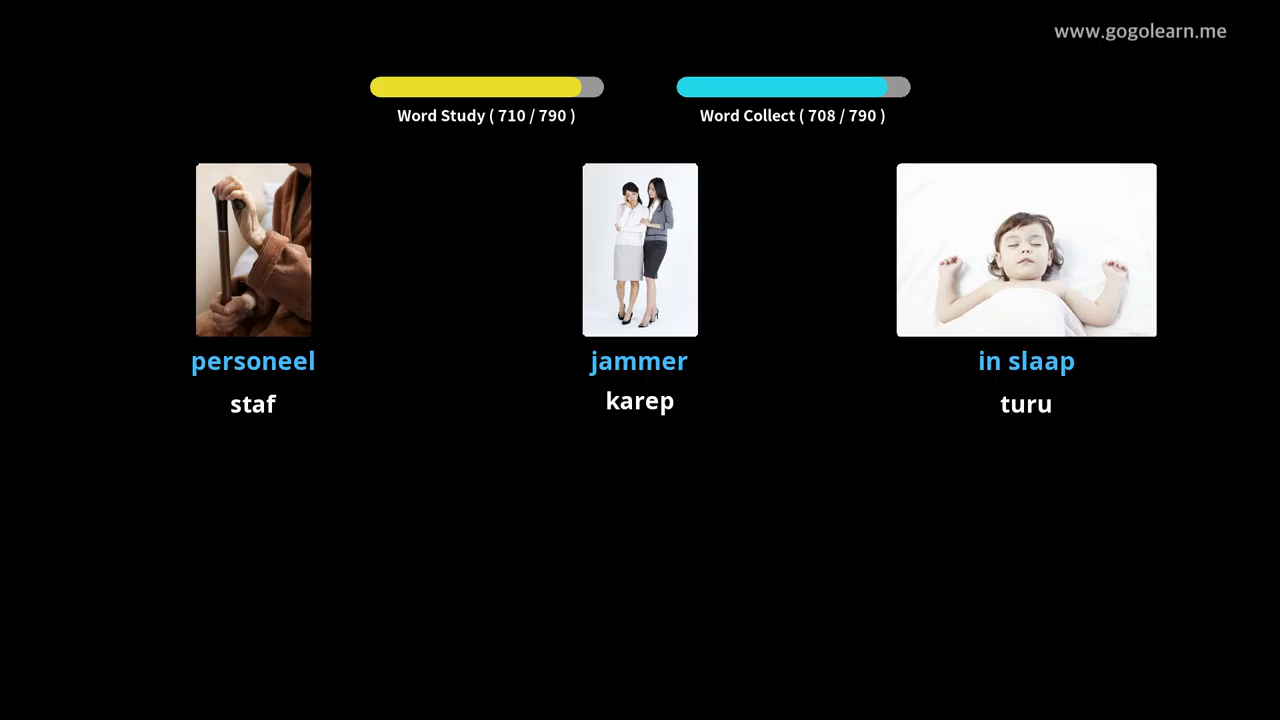 www.gogolearn.me
Word Study ( 710 / 790 )
Word Collect ( 708 / 790 )
personeel
jammer
in slaap
staf
karep
turu